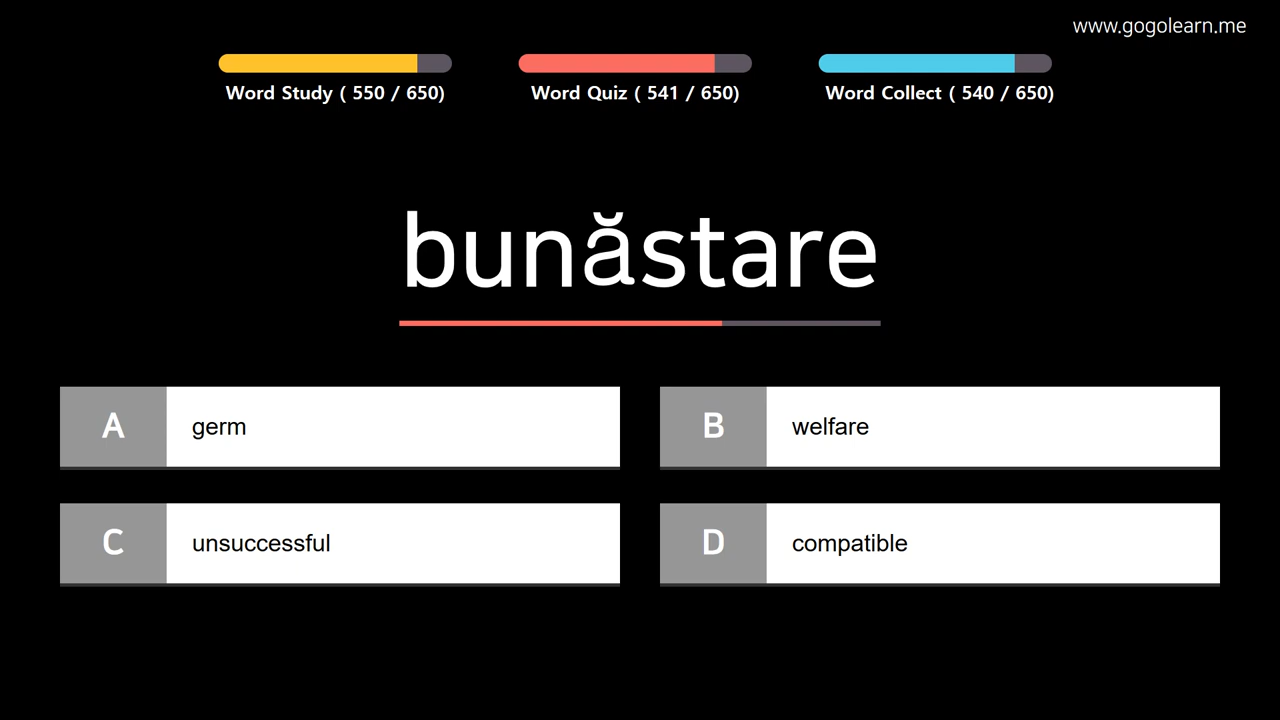 www.gogolearn.me
Word Study ( 550 / 650)
Word Quiz ( 541 / 650)
Word Collect ( 540 / 650)
bunăstare
A germ
B welfare
C unsuccessful
D compatible